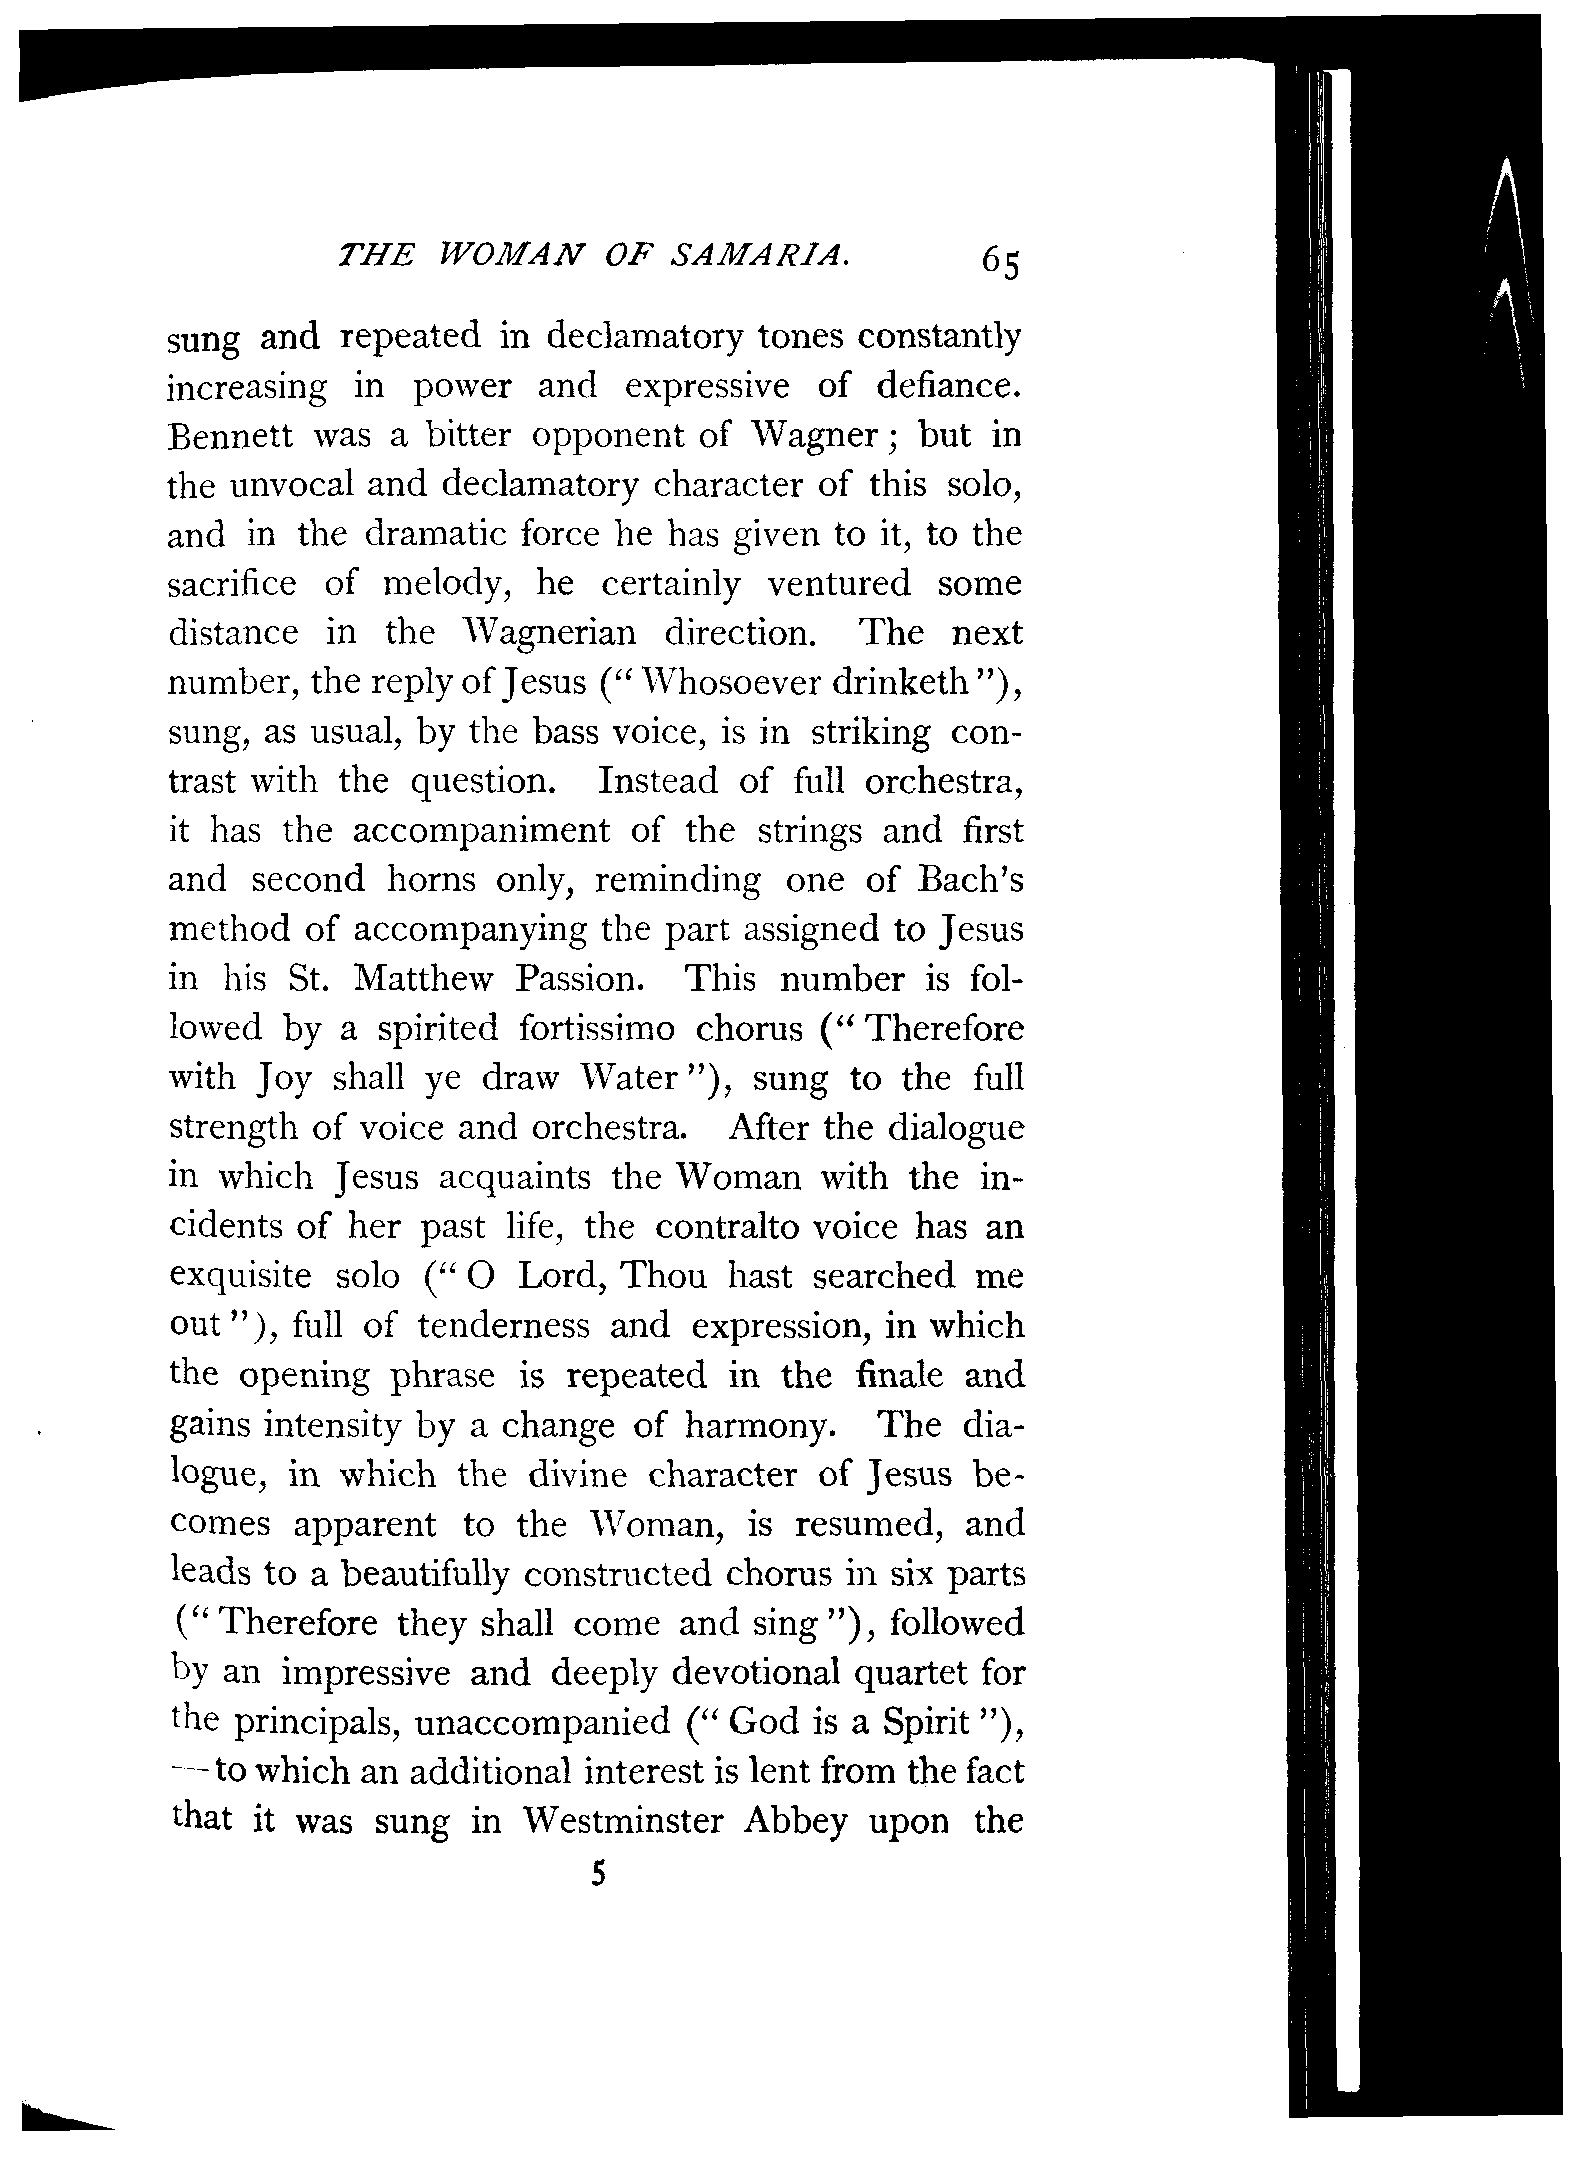 THE WOMAN OF SAMARIA. 65
sung and repeated in declamatory tones constantly
increasing in power and expressive of defiance.
Bennett was a bitter opponent of Wagner; but in
the unvocal and declamatory character of this solo,
and in the dramatic force he has given to it, to the
sacrifice of melody, he certainly ventured some
distance in the Wagnerian direction. The next
number, the reply of Jesus (“Whosoever drinketh”),
sung, as usual, by the bass voice, is in striking con-
trast with the question. Instead of full orchestra,
it has the accompaniment of the strings and first
and second horns only, reminding one of Bach's
method of accompanying the part assigned to Jesus
in his St. Matthew Passion. This number is fol-
lowed by a spirited fortissimo chorus (“Therefore
with Joy shall ye draw Water”), sung to the full
strength of voice and orchestra. After the dialogue
in which Jesus acquaints the Woman with the in-
cidents of her past life, the contralto voice has an
exquisite solo (“O Lord, Thou hast searched me
out”), full of tenderness and expression, in which
the opening phrase is repeated in the finale and
gains intensity by a change of harmony. The dia-
logue, in which the divine character of Jesus be-
comes apparent to the Woman, is resumed, and
leads to a beautifully constructed chorus in six parts
(“Therefore they shall come and sing”), followed
by an impressive and deeply devotional quartet for
the principals, unaccompanied (“God is a Spirit”),
—to which an additional interest is lent from the fact
that it was sung in Westminster Abbey upon the
5